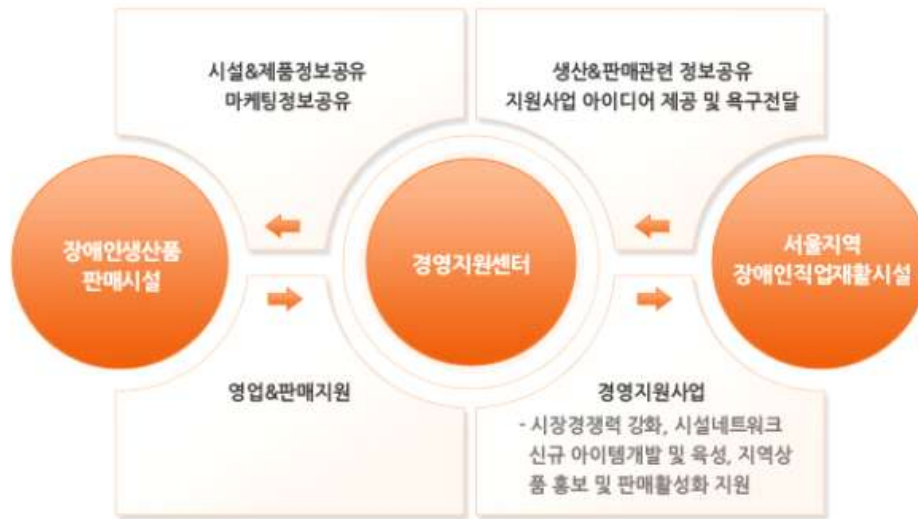 시설&제품정보공유
마케팅정보공유
생산&판매관련 정보공유
지원사업 아이디어 제공 및 욕구전달
장애인생산품
판매시설
경영지원센터
서울지역
장애인직업재활시설
영업&판매지원
경영지원사업
- 시장경쟁력 강화, 시설네트워크
신규 아이템개발 및 육성, 지역상
품 홍보 및 판매활성화 지원